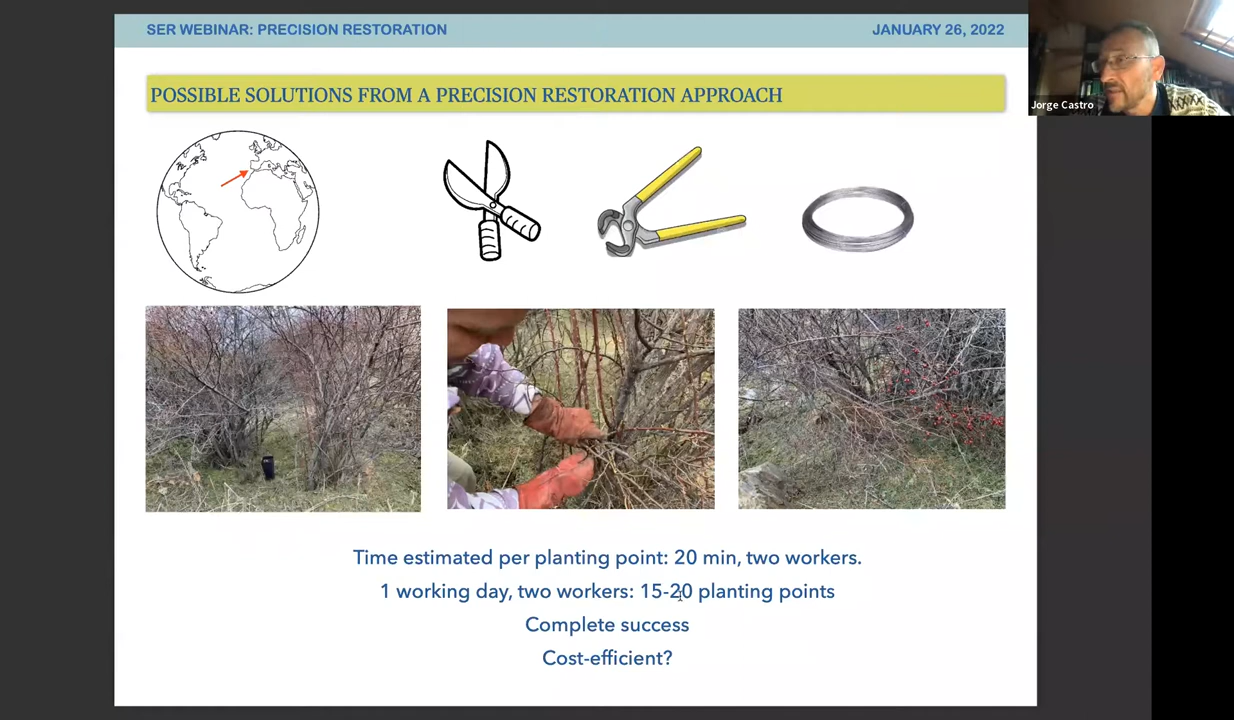 SER WEBINAR: PRECISION RESTORATION
JANUARY 26, 2022
Jorge Castro
POSSIBLE SOLUTIONS FROM A PRECISION RESTORATION APPROACH
Time estimated per planting point: 20 min, two workers.
1 working day, two workers: 15-20 planting points
Complete success
Cost-efficient?